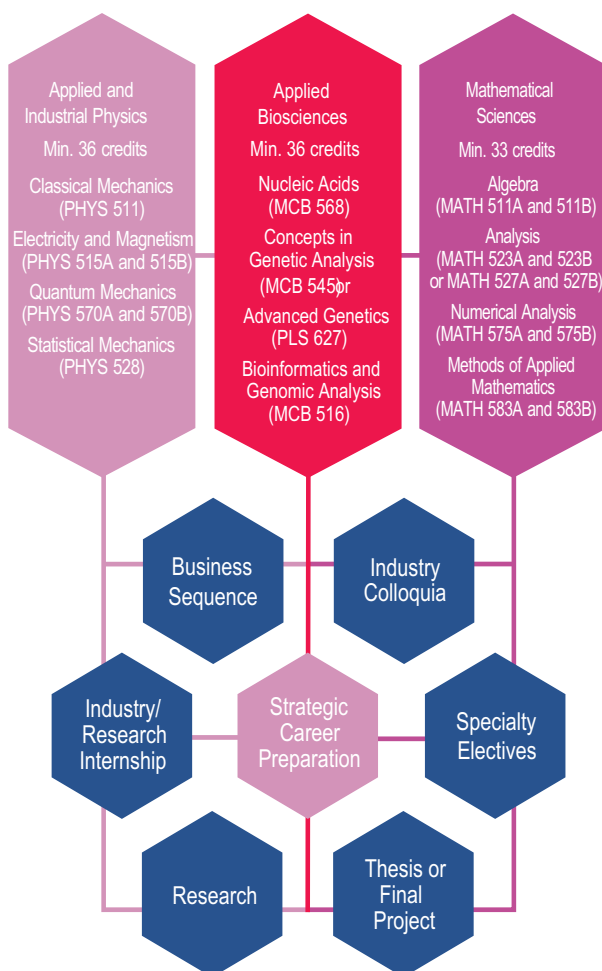 Applied and
Industrial Physics
Min. 36 credits
Classical Mechanics
(PHYS 511)
Electricity and Magnetism
(PHYS 515A and 515B)
Quantum Mechanics
(PHYS 570A and 570B)
Statistical Mechanics
(PHYS 528)
Applied
Biosciences
Min. 36 credits
Nucleic Acids
(MCB 568)
Concepts in
Genetic Analysis
(MCB 545)or
Advanced Genetics
(PLS 627)
Bioinformatics and
Genomic Analysis
(MCB 516)
Mathematical
Sciences
Min. 33 credits
Algebra
(MATH 511A and 511B)
Analysis
(MATH 523A and 523B
or MATH 527A and 527B)
Numerical Analysis
(MATH 575A and 575B)
Methods of Applied
Mathematics
(MATH 583A and 583B)
Business
Sequence
Industry
Colloquia
Industry/
Research
Internship
Strategic
Career
Preparation
Specialty
Electives
Research
Thesis or
Final
Project